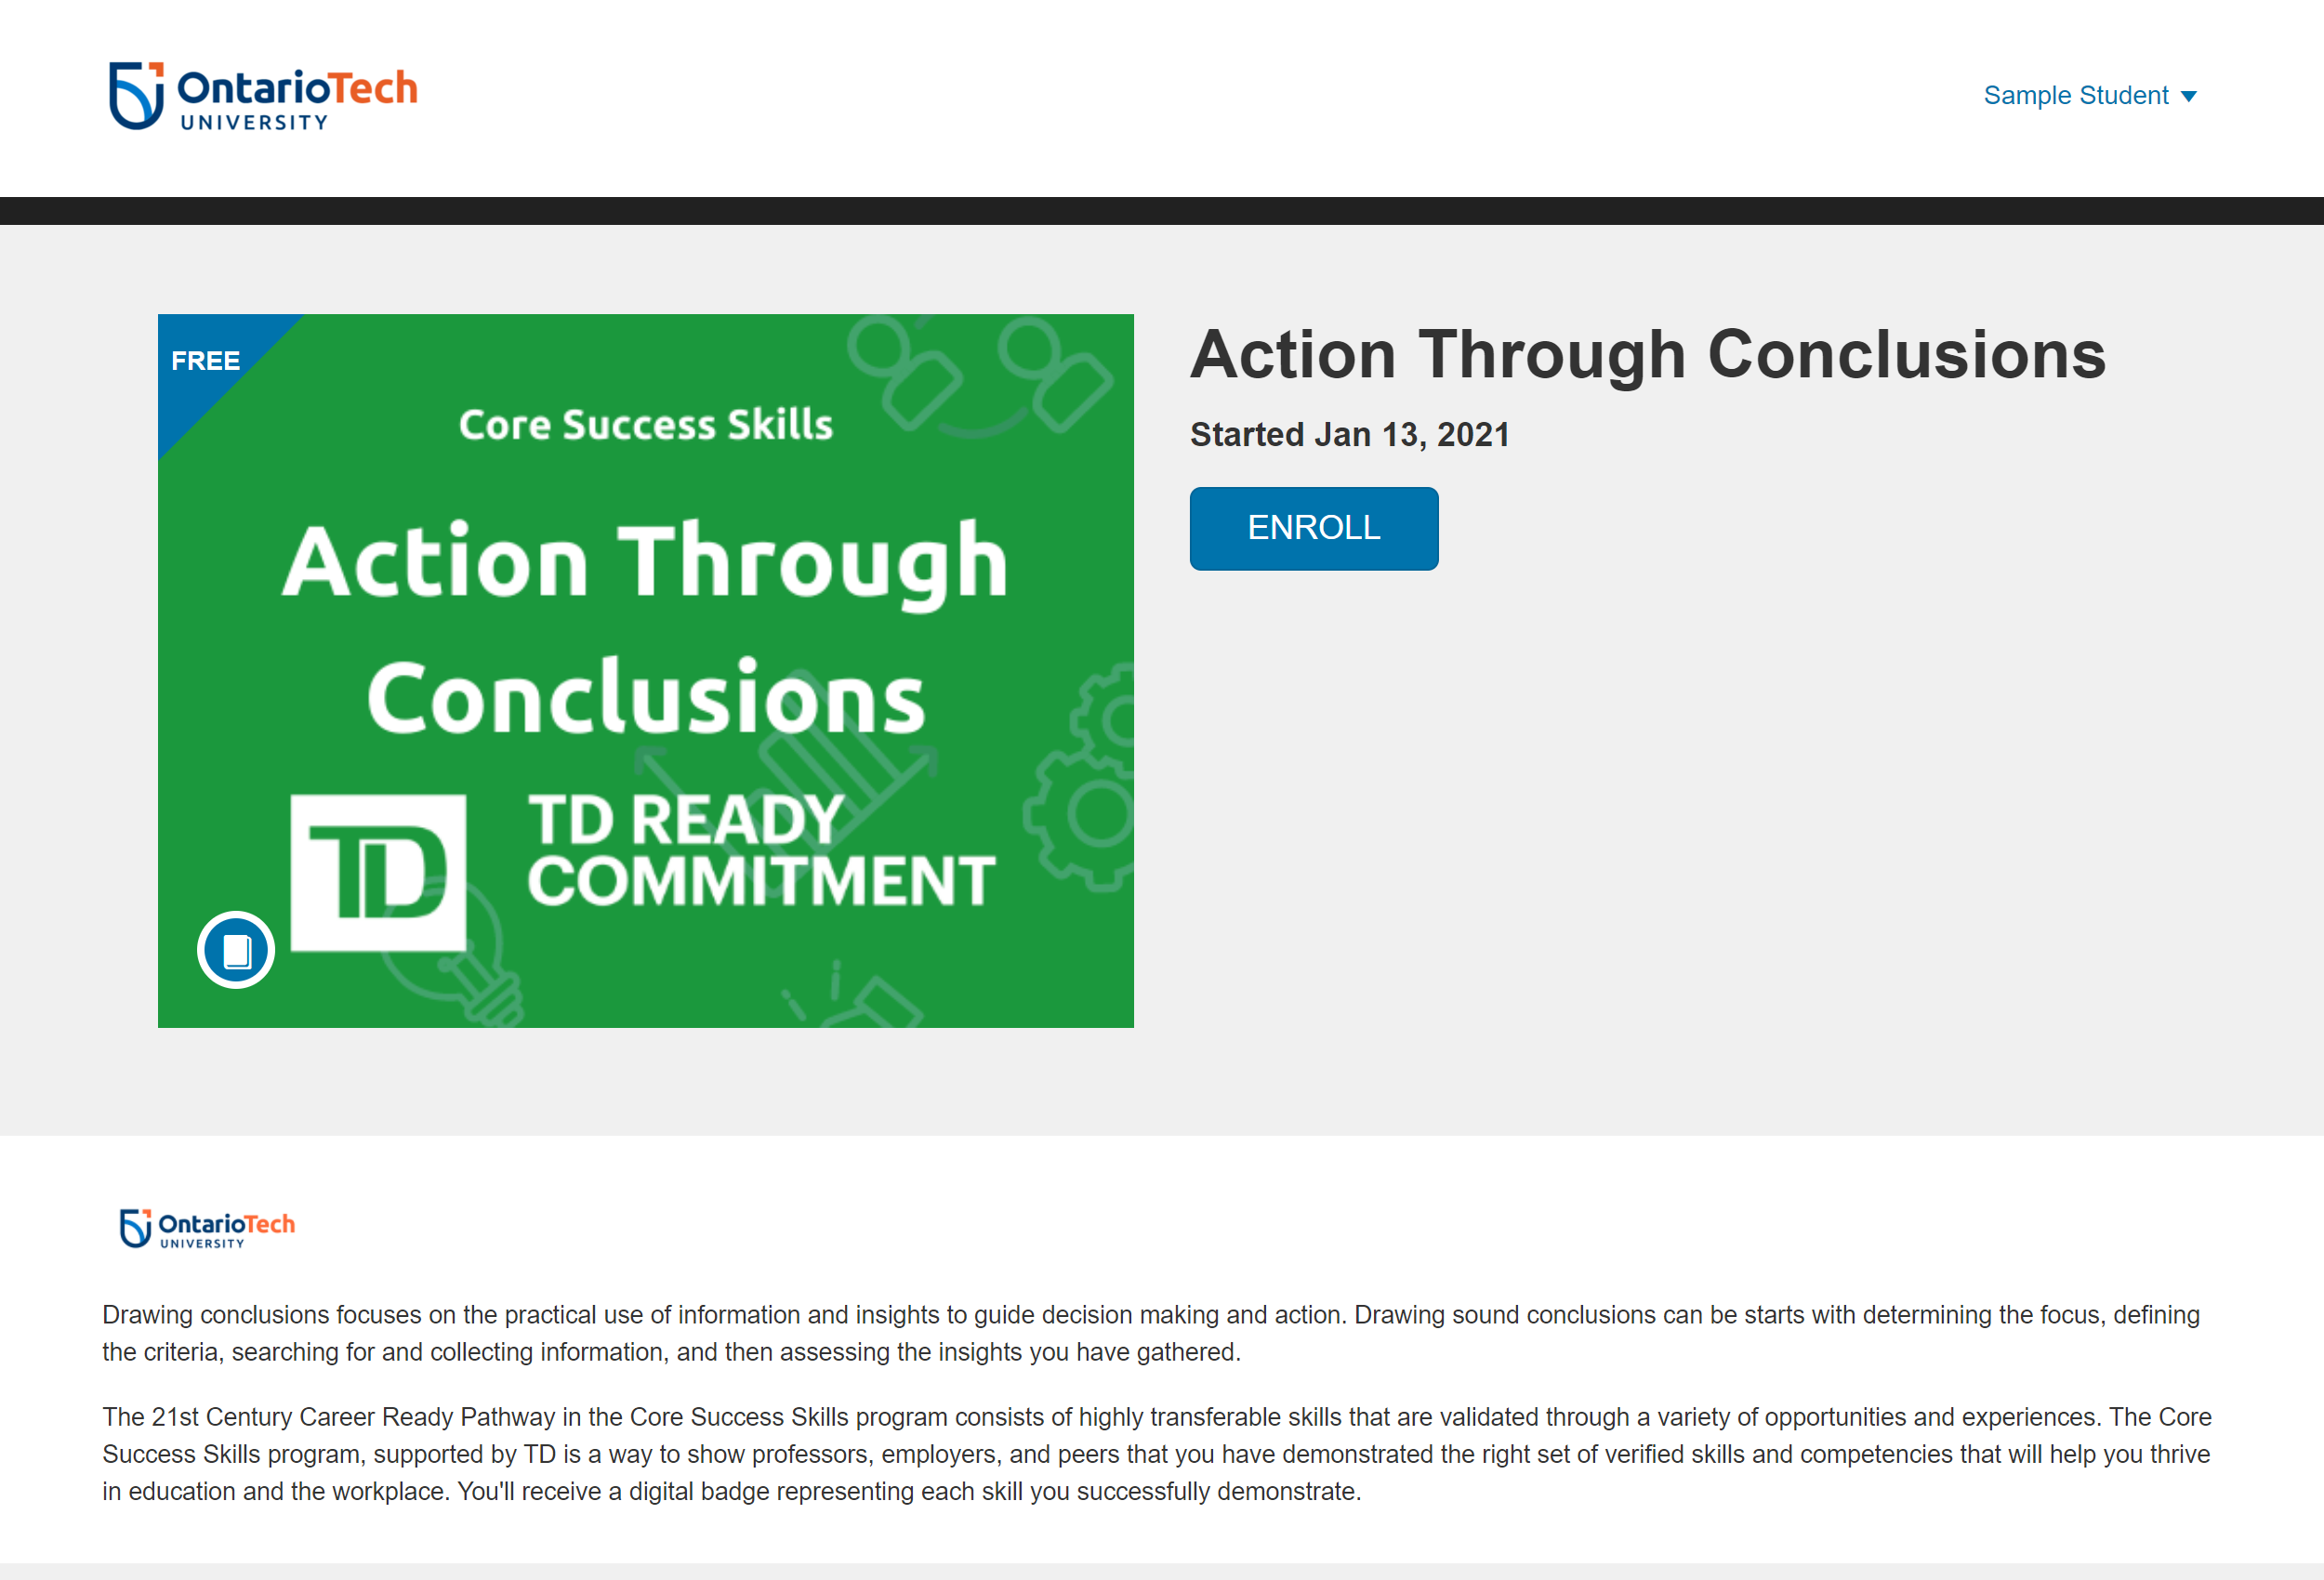 OntarioTech
UNIVERSITY
Sample Student
FREE
Core Success Skills
Action Through
Conclusions
TD
TD READY
COMMITMENT
Action Through Conclusions
Started Jan 13, 2021
ENROLL
OntarioTech
UNIVERSITY
Drawing conclusions focuses on the practical use of information and insights to guide decision making and action. Drawing sound conclusions can be starts with determining the focus, defining
the criteria, searching for and collecting information, and then assessing the insights you have gathered.
The 21st Century Career Ready Pathway in the Core Success Skills program consists of highly transferable skills that are validated through a variety of opportunities and experiences. The Core
Success Skills program, supported by TD is a way to show professors, employers, and peers that you have demonstrated the right set of verified skills and competencies that will help you thrive
in education and the workplace. You'll receive a digital badge representing each skill you successfully demonstrate.